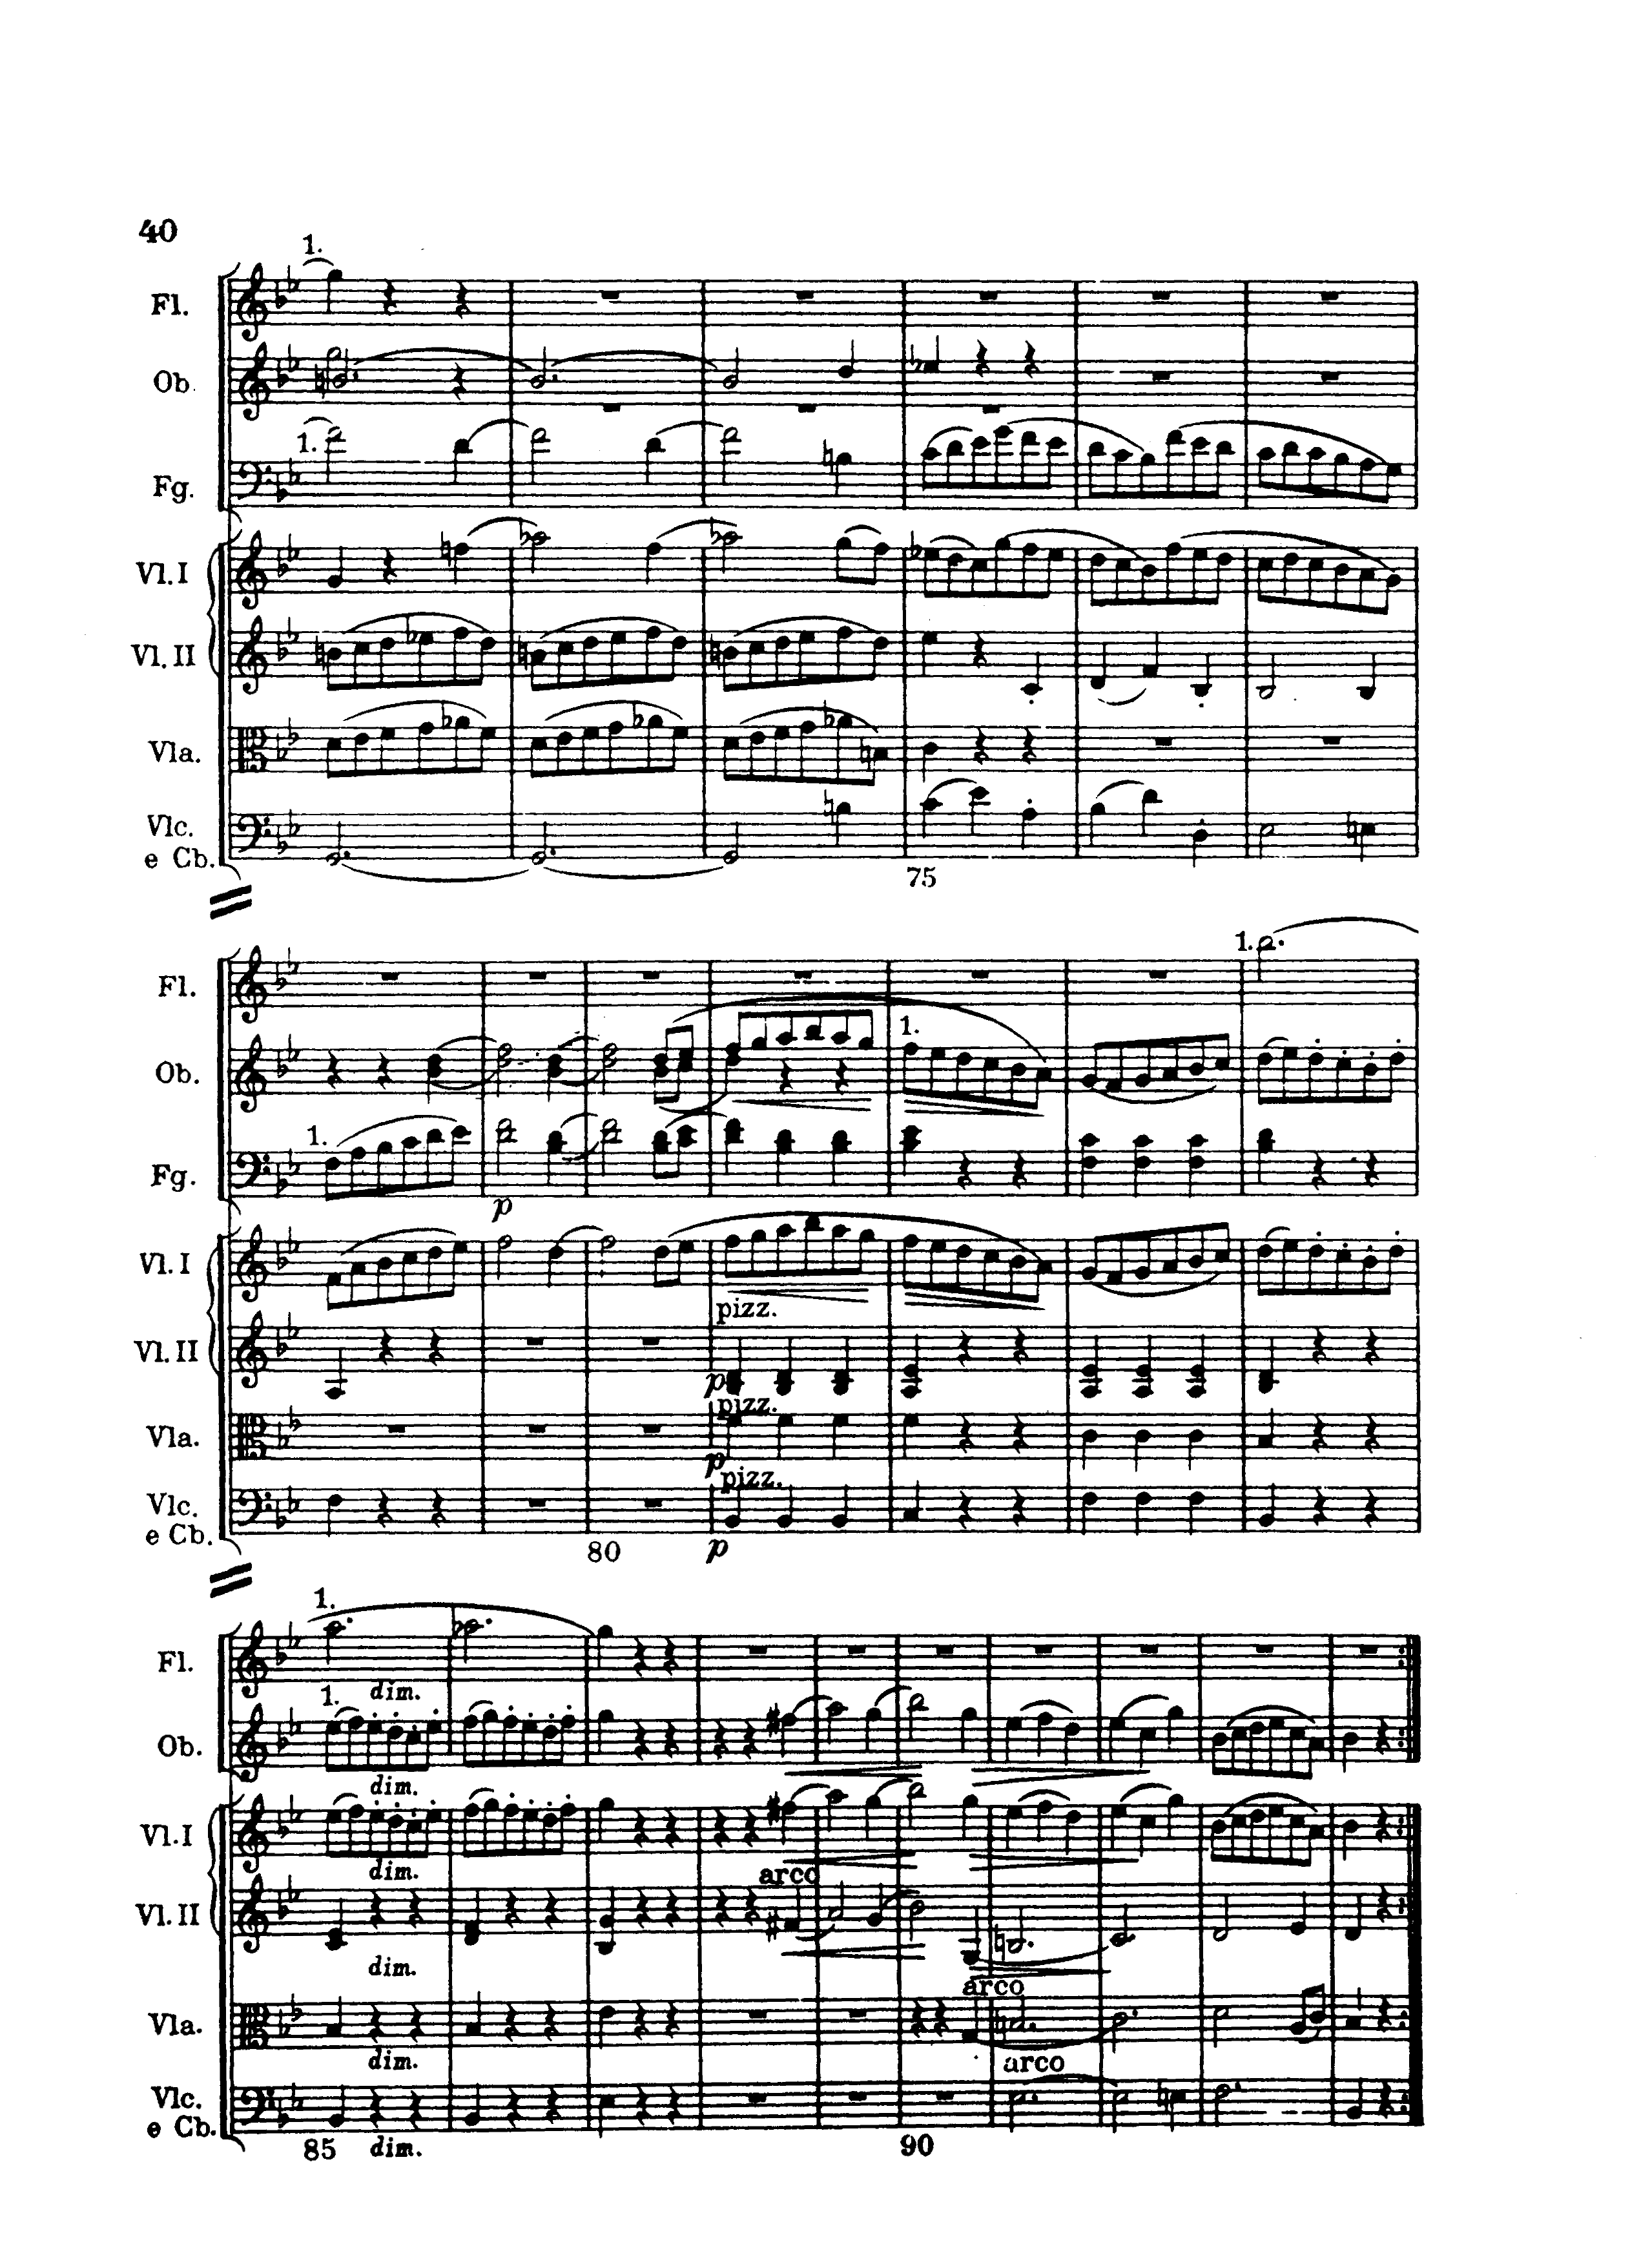 40
1.
Fl.
Ob.
1.
Fg.
Vl. I
Vl. II
Vla.
Vlc.
e Cb.
75
1.
Fl.
1.
Ob.
1.
Fg.
p
Vl. I
pizz.
Vl. II
p
pizz.
Vla.
p
pizz.
Vlc.
e Cb.
80
p
1.
Fl.
dim.
1.
Ob.
dim.
Vl. I
dim.
arco
Vl. II
dim.
arco
Vla.
dim.
arco
Vlc.
e Cb.
85
dim.
90